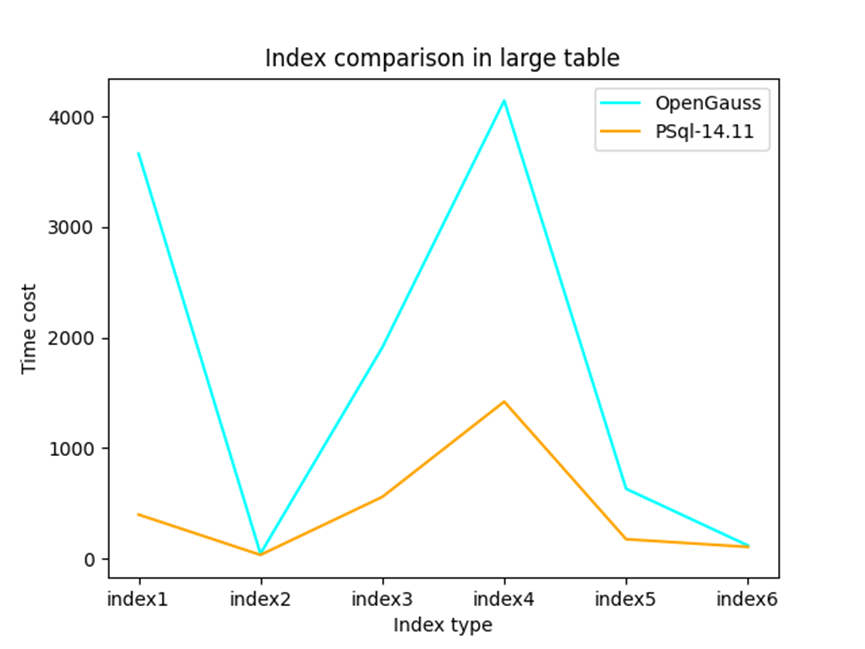 Index comparison in large table
OpenGauss
PSql-14.11
Time cost
4000
3000
2000
1000
0
index1 index2 index3 index4 index5 index6
Index type